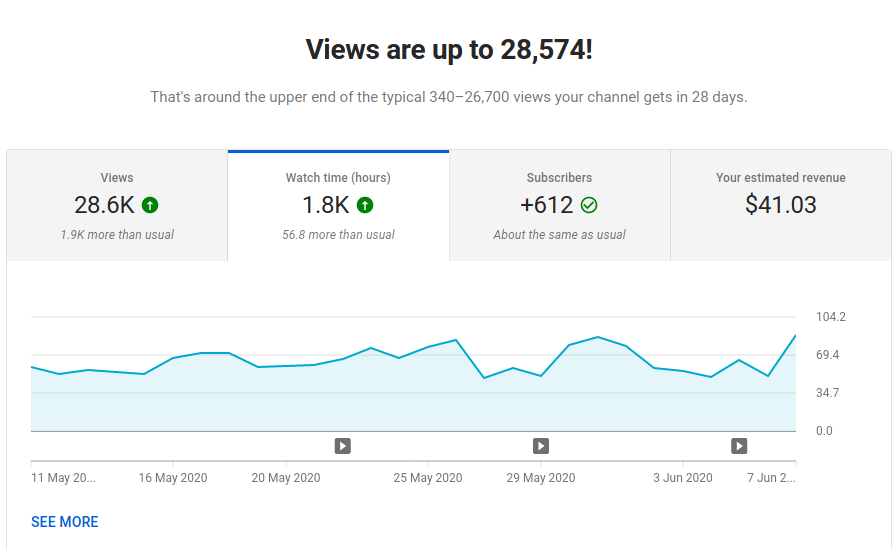 Views are up to 28,574!
That's around the upper end of the typical 340–26,700 views your channel gets in 28 days.
Views
28.6K
1.9K more than usual
Watch time (hours)
1.8K
56.8 more than usual
Subscribers
+612
About the same as usual
Your estimated revenue
$41.03
104.2
69.4
34.7
0.0
11 May 20...
16 May 2020
20 May 2020
25 May 2020
29 May 2020
3 Jun 2020
7 Jun 2...
SEE MORE